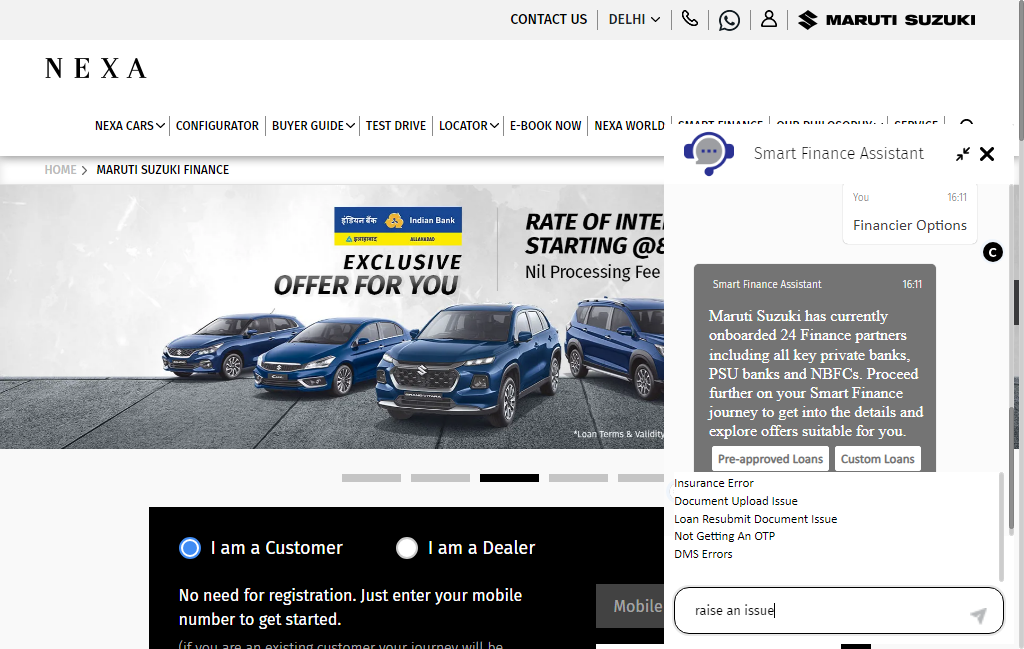 CONTACT US
DELHI
MARUTI SUZUKI
NEXA
NEXA CARS
CONFIGURATOR
BUYER GUIDE
TEST DRIVE
LOCATOR
E-BOOK NOW
NEXA WORLD
SMART FINANCE
OUR PHILOSOPHY
SERVICE
HOME > MARUTI SUZUKI FINANCE
इंडियन बैंक Indian Bank
इलाहाबाद ALLAHABAD
EXCLUSIVE
OFFER FOR YOU
RATE OF INTE
STARTING @8
Nil Processing Fee
*Loan Terms & Validity
I am a Customer
I am a Dealer
No need for registration. Just enter your mobile
number to get started.
(if you are an existing customer your journey will be
Mobile
Smart Finance Assistant
You 16:11
Financier Options
C
Smart Finance Assistant 16:11
Maruti Suzuki has currently
onboarded 24 Finance partners
including all key private banks,
PSU banks and NBFCs. Proceed
further on your Smart Finance
journey to get into the details and
explore offers suitable for you.
Pre-approved Loans
Custom Loans
Insurance Error
Document Upload Issue
Loan Resubmit Document Issue
Not Getting An OTP
DMS Errors
raise an issue